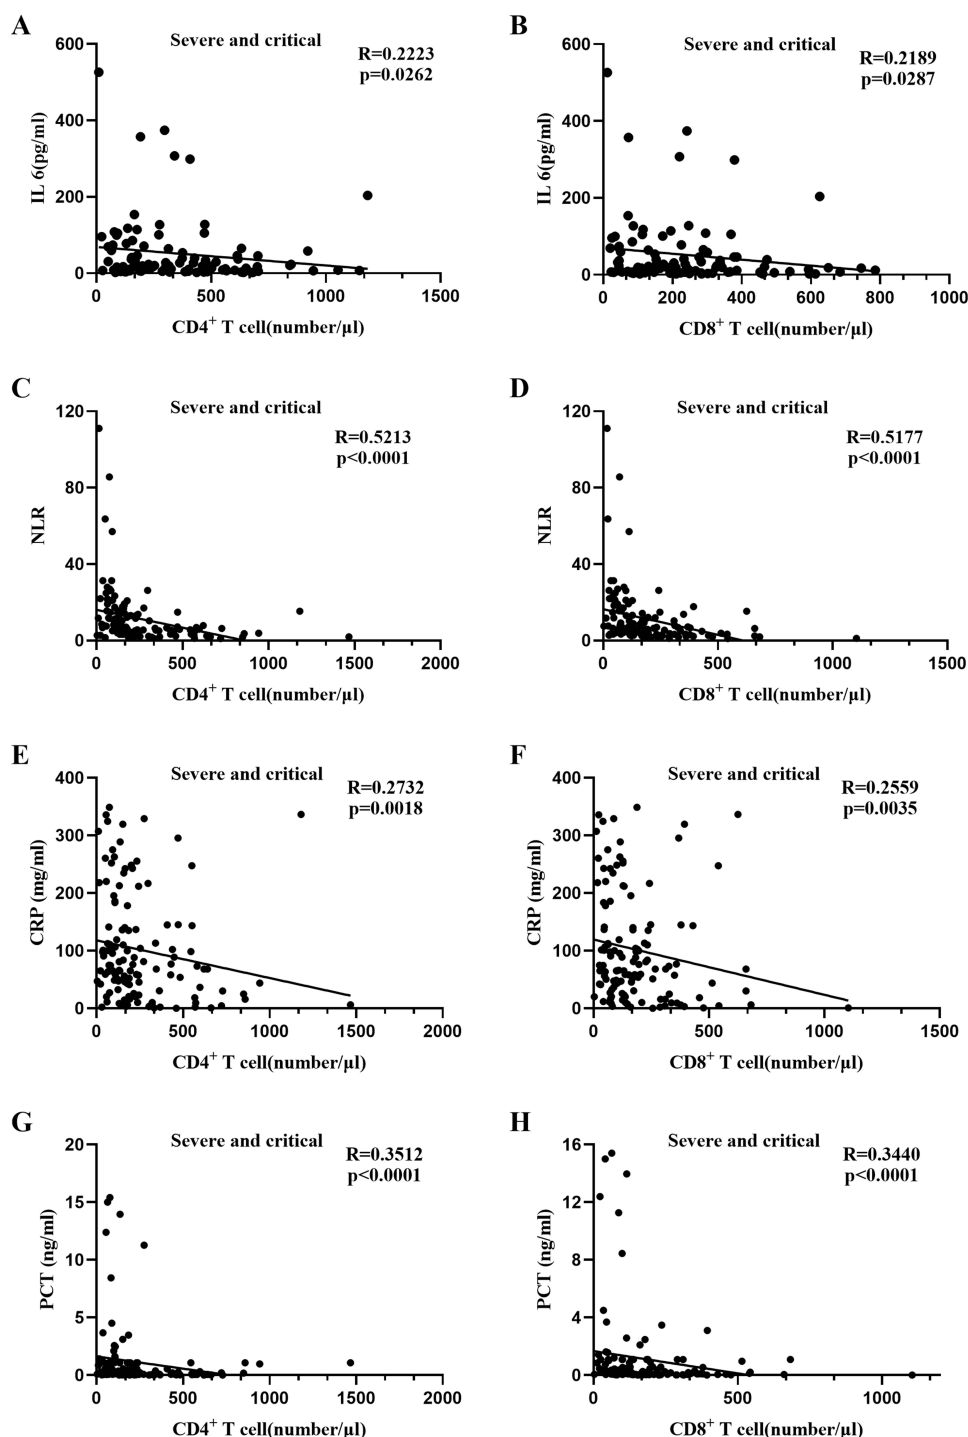 A
Severe and critical
R=0.2223
p=0.0262
600
400
200
0
IL 6(pg/ml)
0 500 1000 1500
CD4+ T cell(number/μl)
B
Severe and critical
R=0.2189
p=0.0287
600
400
200
0
IL 6(pg/ml)
0 200 400 600 800 1000
CD8+ T cell(number/μl)
C
Severe and critical
R=0.5213
p<0.0001
120
80
40
0
NLR
0 500 1000 1500 2000
CD4+ T cell(number/μl)
D
Severe and critical
R=0.5177
p<0.0001
120
80
40
0
NLR
0 500 1000 1500
CD8+ T cell(number/μl)
E
Severe and critical
R=0.2732
p=0.0018
400
300
200
100
0
CRP (mg/ml)
0 500 1000 1500 2000
CD4+ T cell(number/μl)
F
Severe and critical
R=0.2559
p=0.0035
400
300
200
100
0
CRP (mg/ml)
0 500 1000 1500
CD8+ T cell(number/μl)
G
Severe and critical
R=0.3512
p<0.0001
20
15
10
5
0
PCT (ng/ml)
0 500 1000 1500 2000
CD4+ T cell(number/μl)
H
Severe and critical
R=0.3440
p<0.0001
16
12
8
4
0
PCT (ng/ml)
0 500 1000
CD8+ T cell(number/μl)